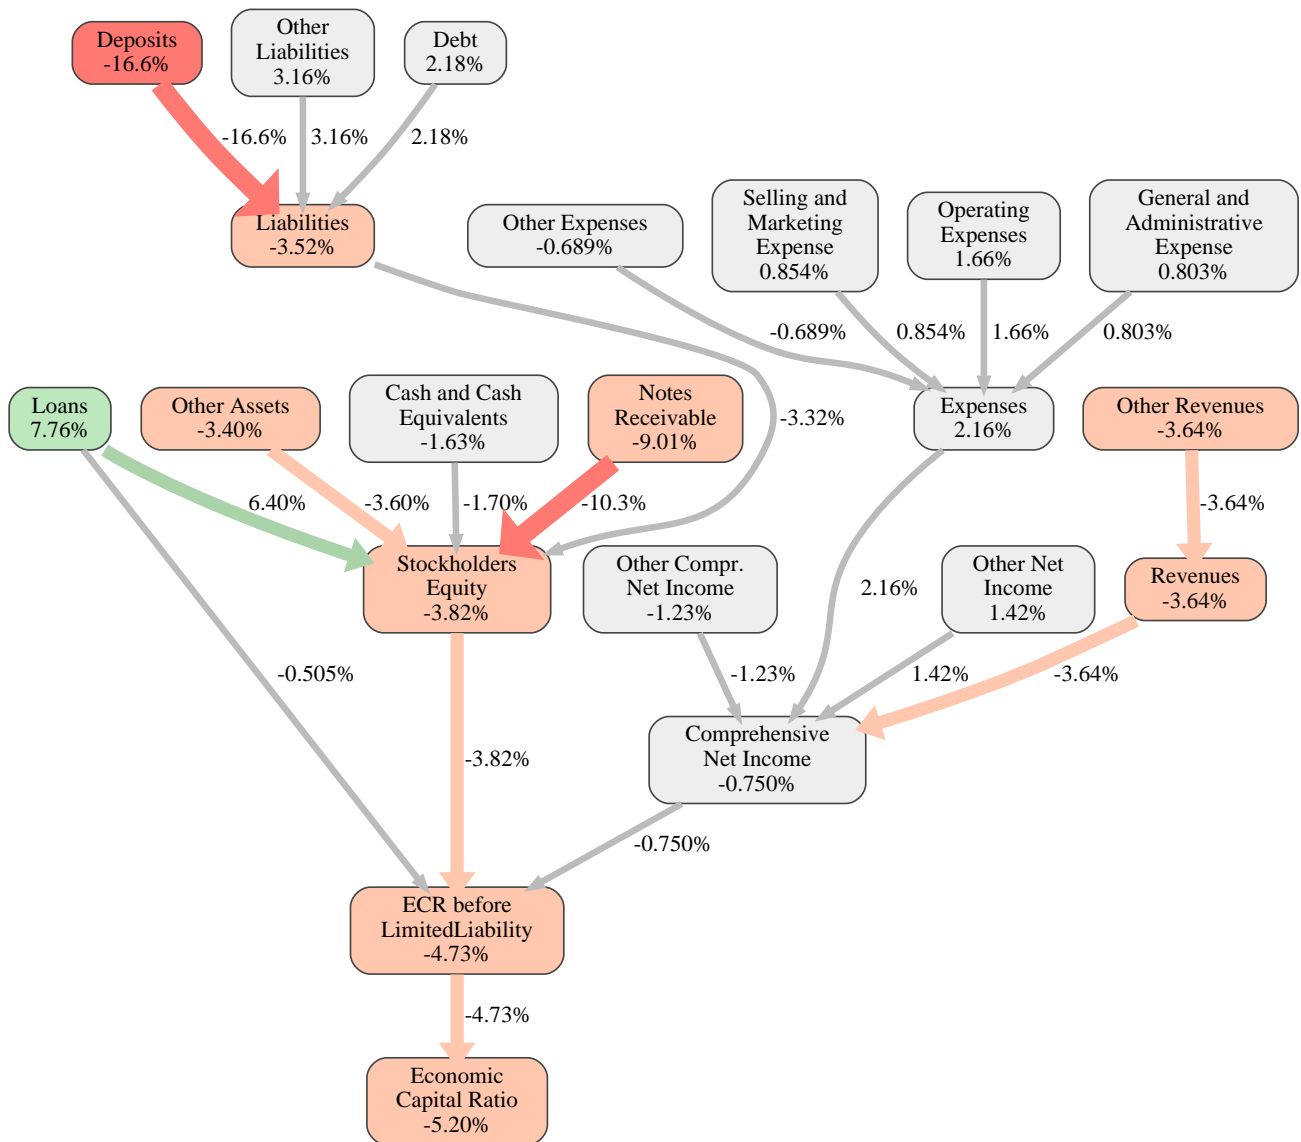 Deposits
-16.6%
Other
Liabilities
3.16%
Debt
2.18%
-16.6%
3.16%
2.18%
Liabilities
-3.52%
Other Expenses
-0.689%
Selling and
Marketing
Expense
0.854%
Operating
Expenses
1.66%
General and
Administrative
Expense
0.803%
-0.689%
0.854%
1.66%
0.803%
Loans
7.76%
Other Assets
-3.40%
Cash and Cash
Equivalents
-1.63%
Notes
Receivable
-9.01%
-3.32%
Expenses
2.16%
Other Revenues
-3.64%
6.40%
-3.60%
-1.70%
-10.3%
-3.64%
Stockholders
Equity
-3.82%
Other Compr.
Net Income
-1.23%
2.16%
Other Net
Income
1.42%
Revenues
-3.64%
-0.505%
-1.23%
1.42%
-3.64%
-3.82%
Comprehensive
Net Income
-0.750%
-0.750%
ECR before
LimitedLiability
-4.73%
-4.73%
Economic
Capital Ratio
-5.20%